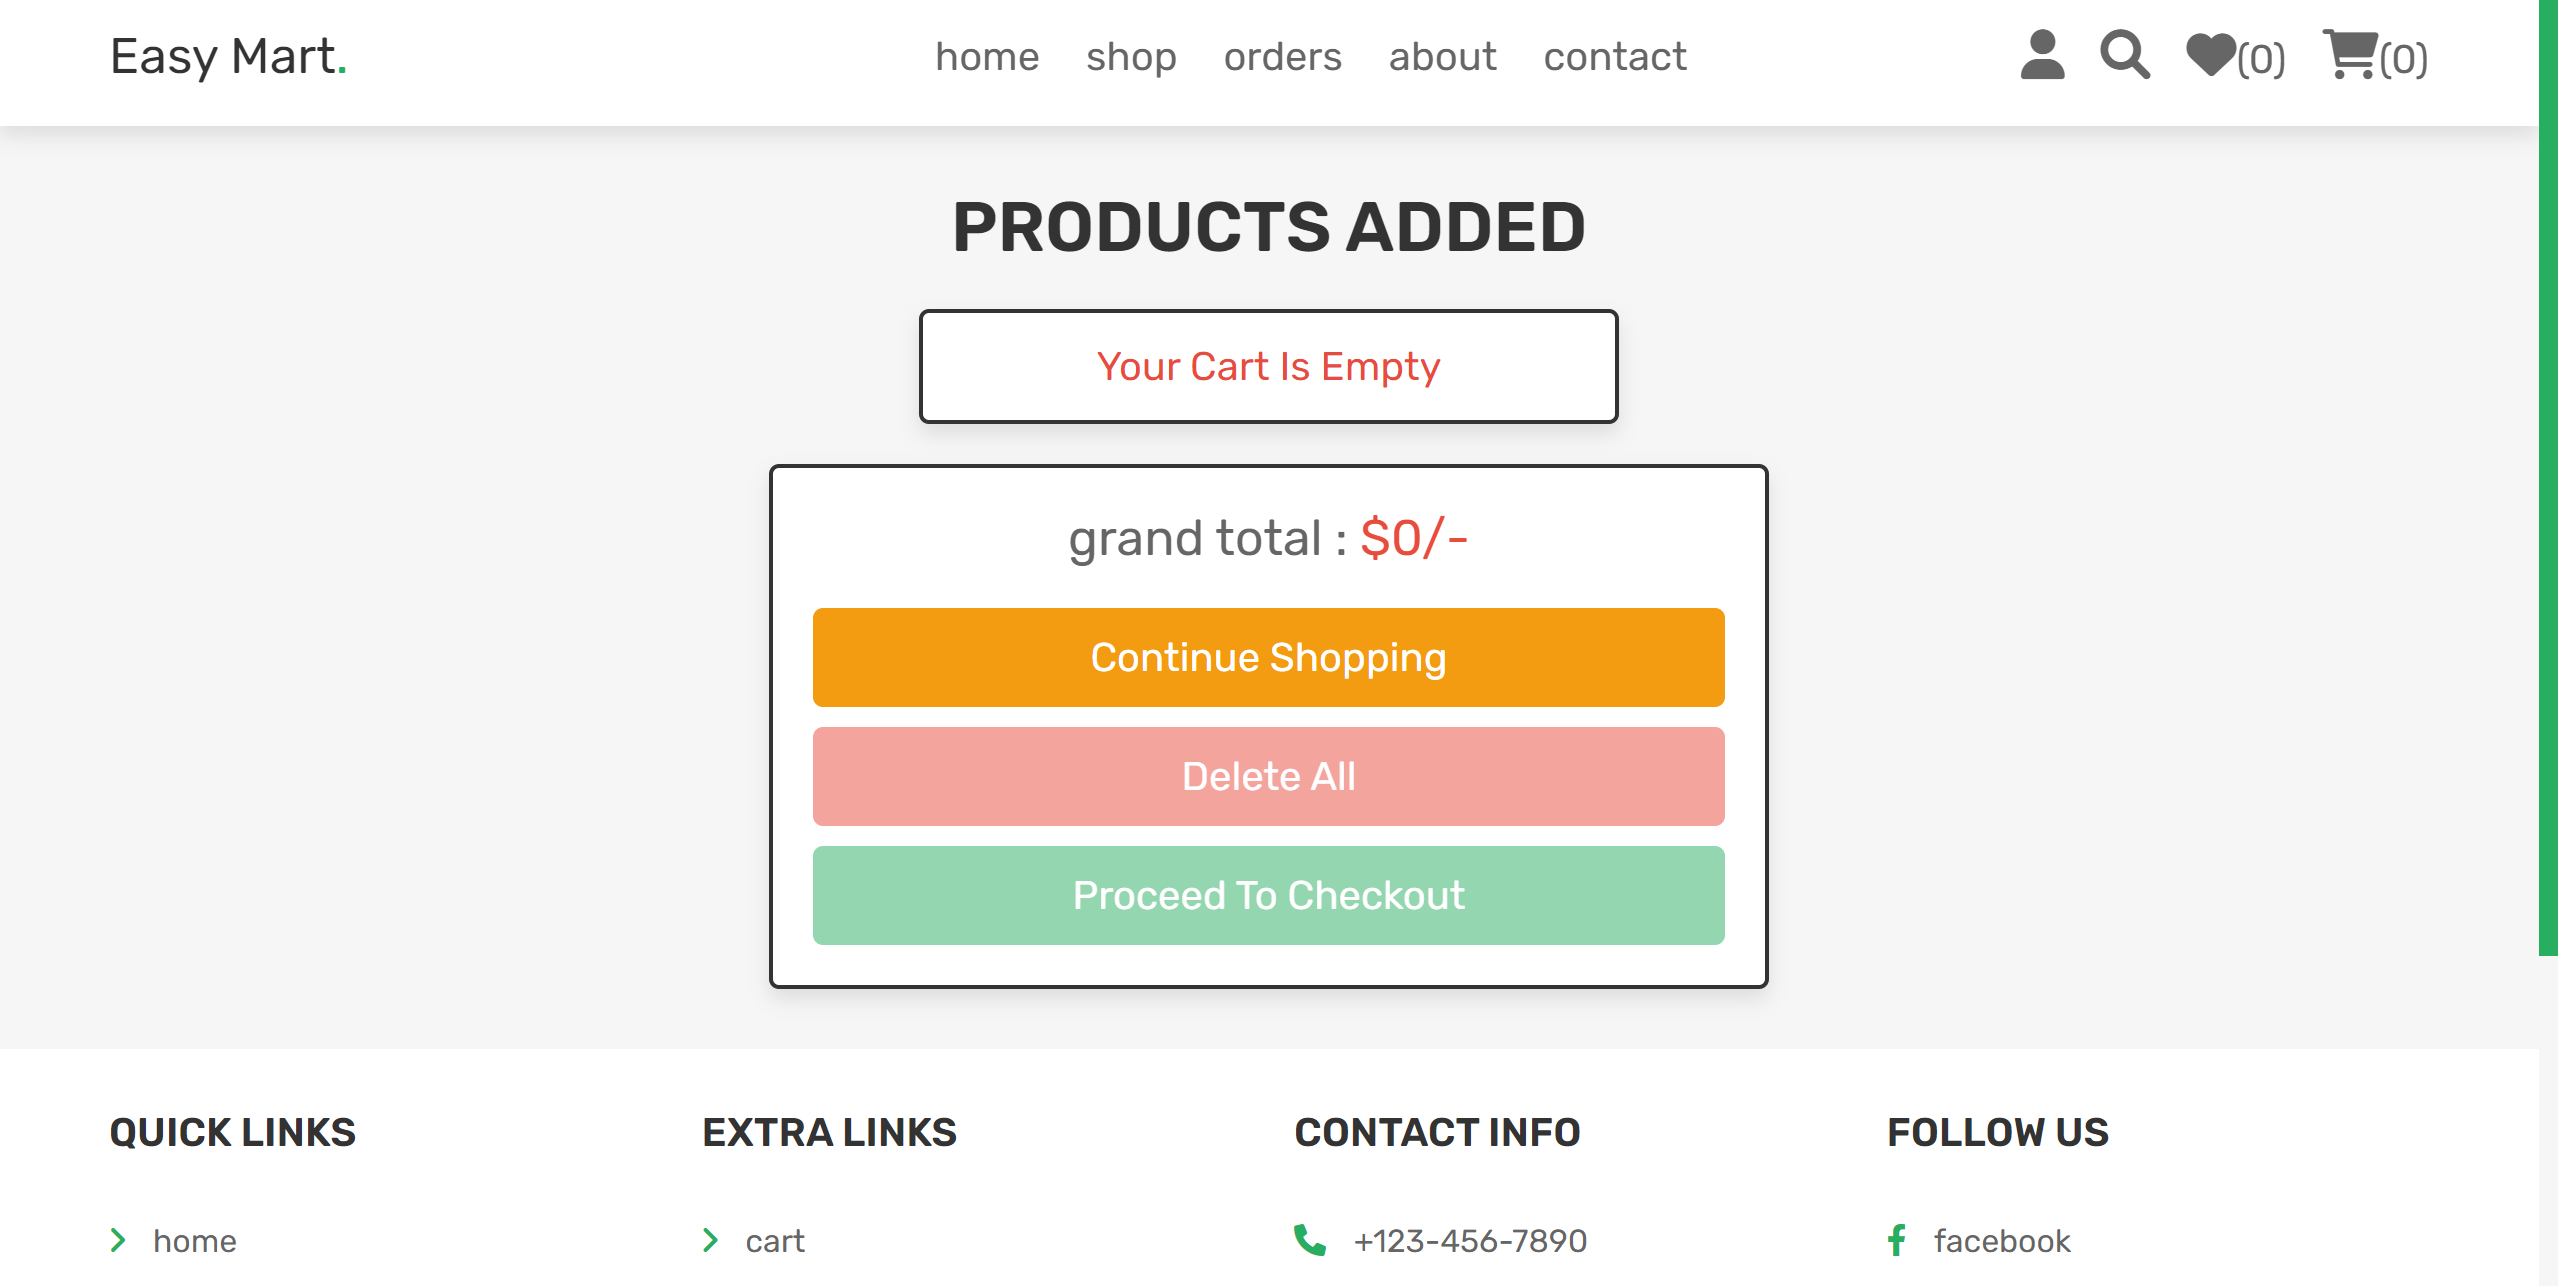 Easy Mart.
home shop orders about contact
(0) (0)
PRODUCTS ADDED
Your Cart Is Empty
grand total : $0/-
Continue Shopping
Delete All
Proceed To Checkout
QUICK LINKS EXTRA LINKS CONTACT INFO FOLLOW US
home cart +123-456-7890 facebook